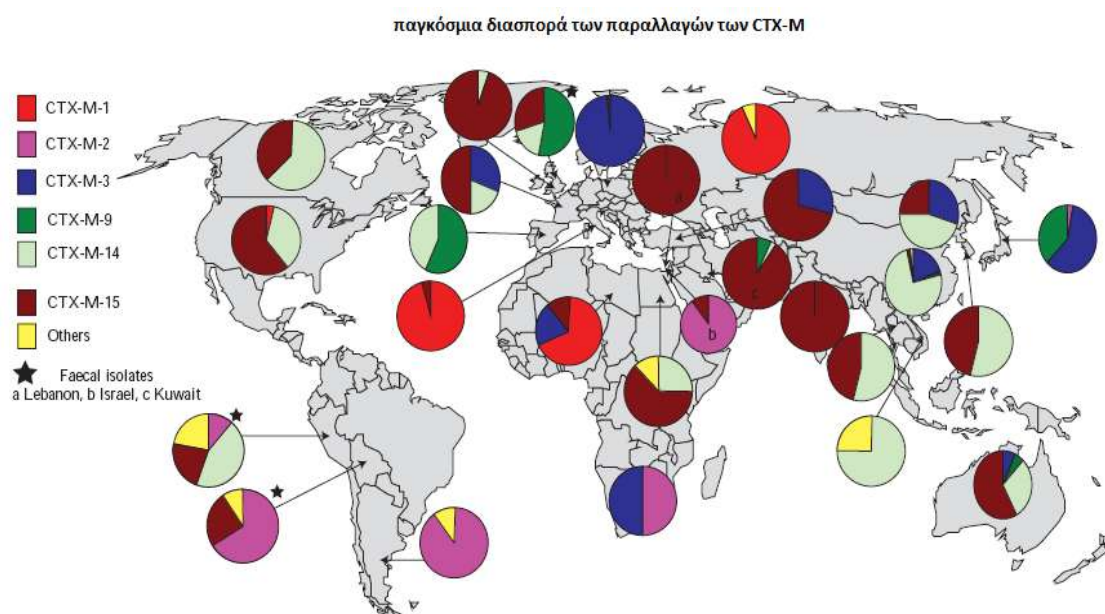 παγκόσμια διασπορά των παραλλαγών των CTX-M
CTX-M-1
CTX-M-2
CTX-M-3
CTX-M-9
CTX-M-14
CTX-M-15
Others
Faecal isolates
a Lebanon, b Israel, c Kuwait
a
c
b